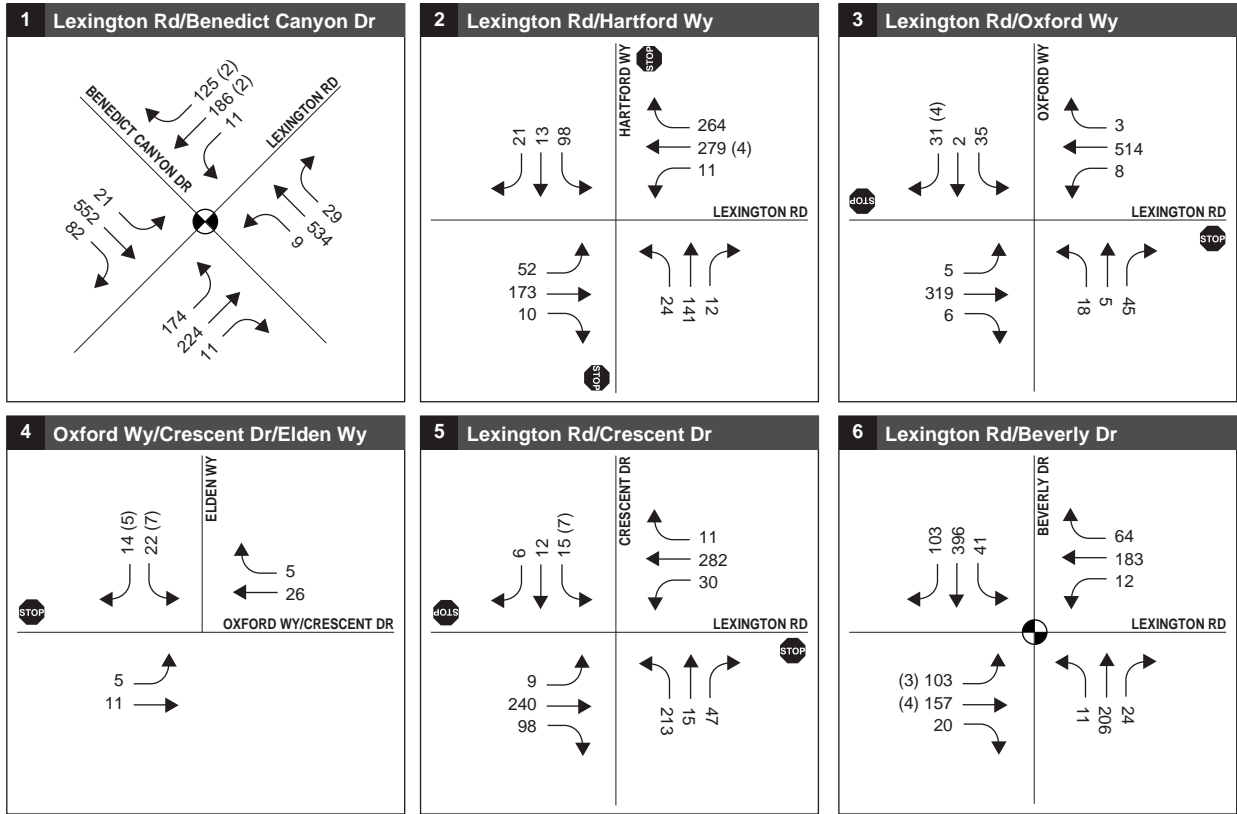 1 Lexington Rd/Benedict Canyon Dr
BENEDICT CANYON DR
LEXINGTON RD
125 (2)
186 (2)
11
21
552
82
29
534
9
174
224
11
2 Lexington Rd/Hartford Wy
HARTFORD WY
STOP
21
13
98
264
279 (4)
11
LEXINGTON RD
52
173
10
24
141
12
STOP
3 Lexington Rd/Oxford Wy
OXFORD WY
31 (4)
2
35
3
514
8
STOP
LEXINGTON RD
STOP
5
319
6
18
5
45
4 Oxford Wy/Crescent Dr/Elden Wy
ELDEN WY
14 (5)
22 (7)
5
26
STOP
OXFORD WY/CRESCENT DR
5
11
5 Lexington Rd/Crescent Dr
CRESCENT DR
6
12
15 (7)
11
282
30
STOP
LEXINGTON RD
STOP
9
240
98
213
15
47
6 Lexington Rd/Beverly Dr
BEVERLY DR
103
396
41
64
183
12
LEXINGTON RD
(3) 103
(4) 157
20
11
206
24